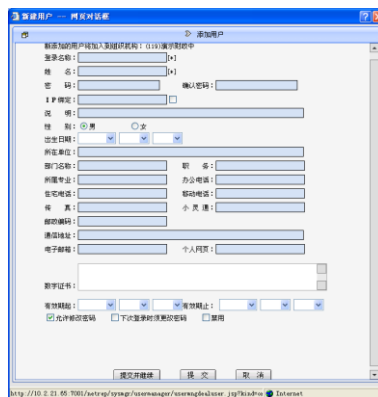 新建用户 -- 网页对话框
添加用户
新添加的用户将加入到组织机构：(119)演示财政中
登录名称： [*]
姓 名： [*]
密 码： 确认密码：
IP绑定：
说 明：
性 别： 男 女
出生日期：
所在单位：
部门名称： 职 务：
所属专业： 办公电话：
住宅电话： 移动电话：
传 真： 小 灵 通：
邮政编码：
通信地址：
电子邮箱： 个人网页：
数字证书：
有效期起： 有效期止：
允许修改密码 下次登录时须更改密码 禁用
提交并继续 提 交 取 消
http://10.2.21.65:7001/netrep/sysmgr/usermanager/usermngdealuser.jsp?kind=ne Internet